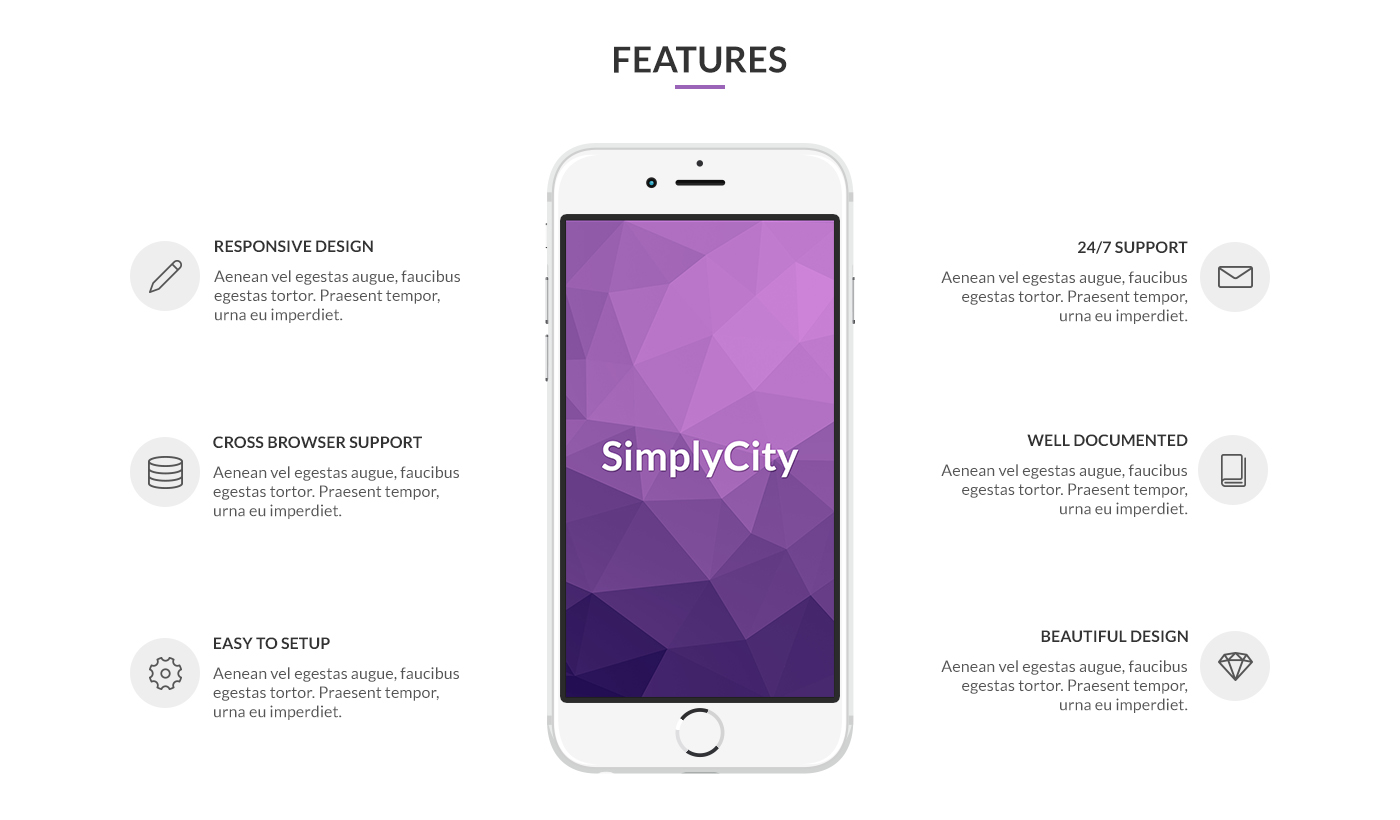 FEATURES
RESPONSIVE DESIGN
Aenean vel egestas augue, faucibus
egestas tortor. Praesent tempor,
urna eu imperdiet.
CROSS BROWSER SUPPORT
Aenean vel egestas augue, faucibus
egestas tortor. Praesent tempor,
urna eu imperdiet.
EASY TO SETUP
Aenean vel egestas augue, faucibus
egestas tortor. Praesent tempor,
urna eu imperdiet.
SimplyCity
24/7 SUPPORT
Aenean vel egestas augue, faucibus
egestas tortor. Praesent tempor,
urna eu imperdiet.
WELL DOCUMENTED
Aenean vel egestas augue, faucibus
egestas tortor. Praesent tempor,
urna eu imperdiet.
BEAUTIFUL DESIGN
Aenean vel egestas augue, faucibus
egestas tortor. Praesent tempor,
urna eu imperdiet.